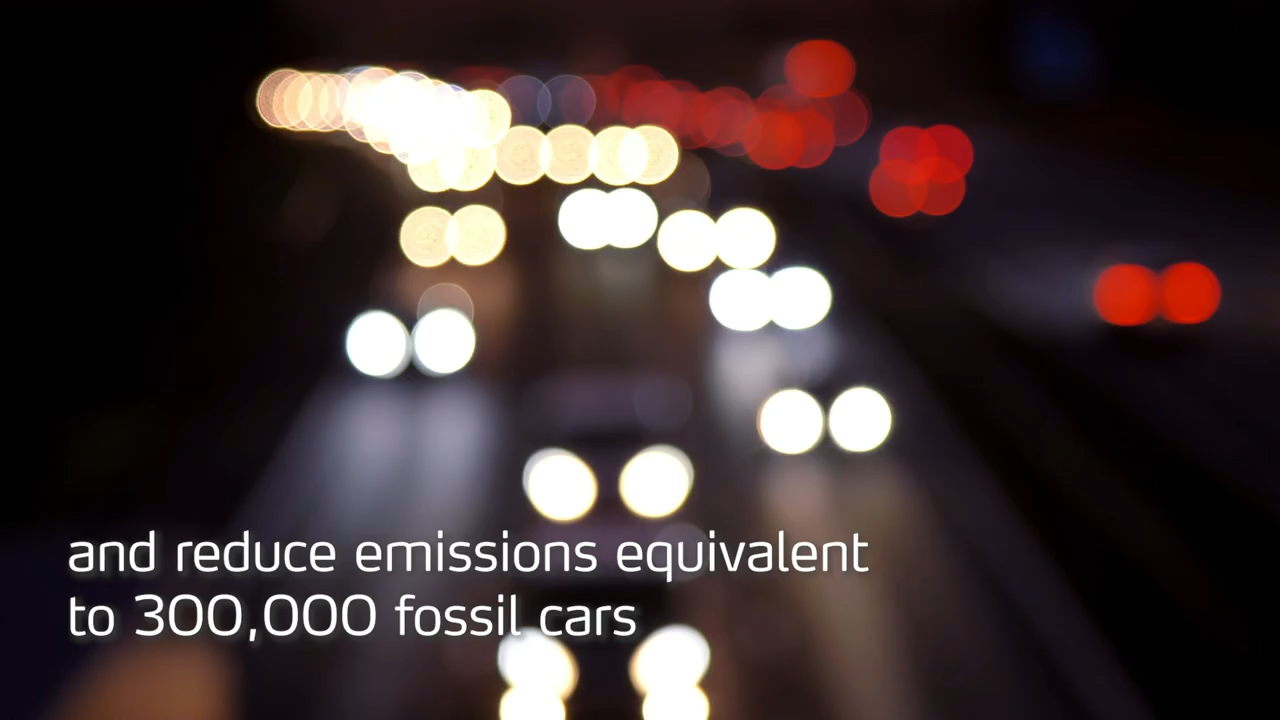 and reduce emissions equivalent
to 300,000 fossil cars